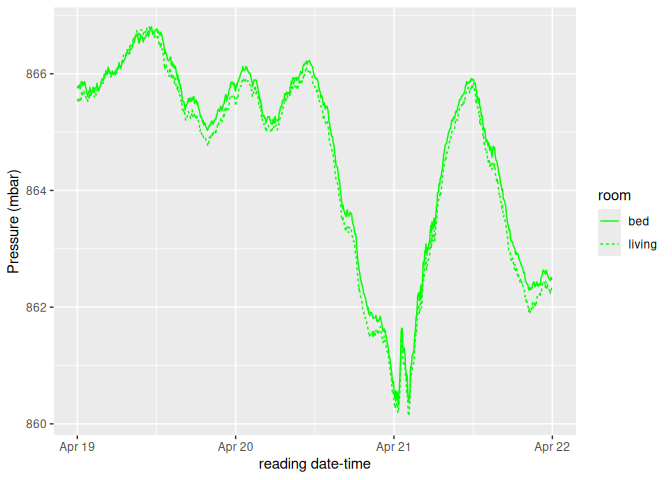 Pressure (mbar)
866
864
862
860
Apr 19
Apr 20
Apr 21
Apr 22
reading date-time
room
bed
living